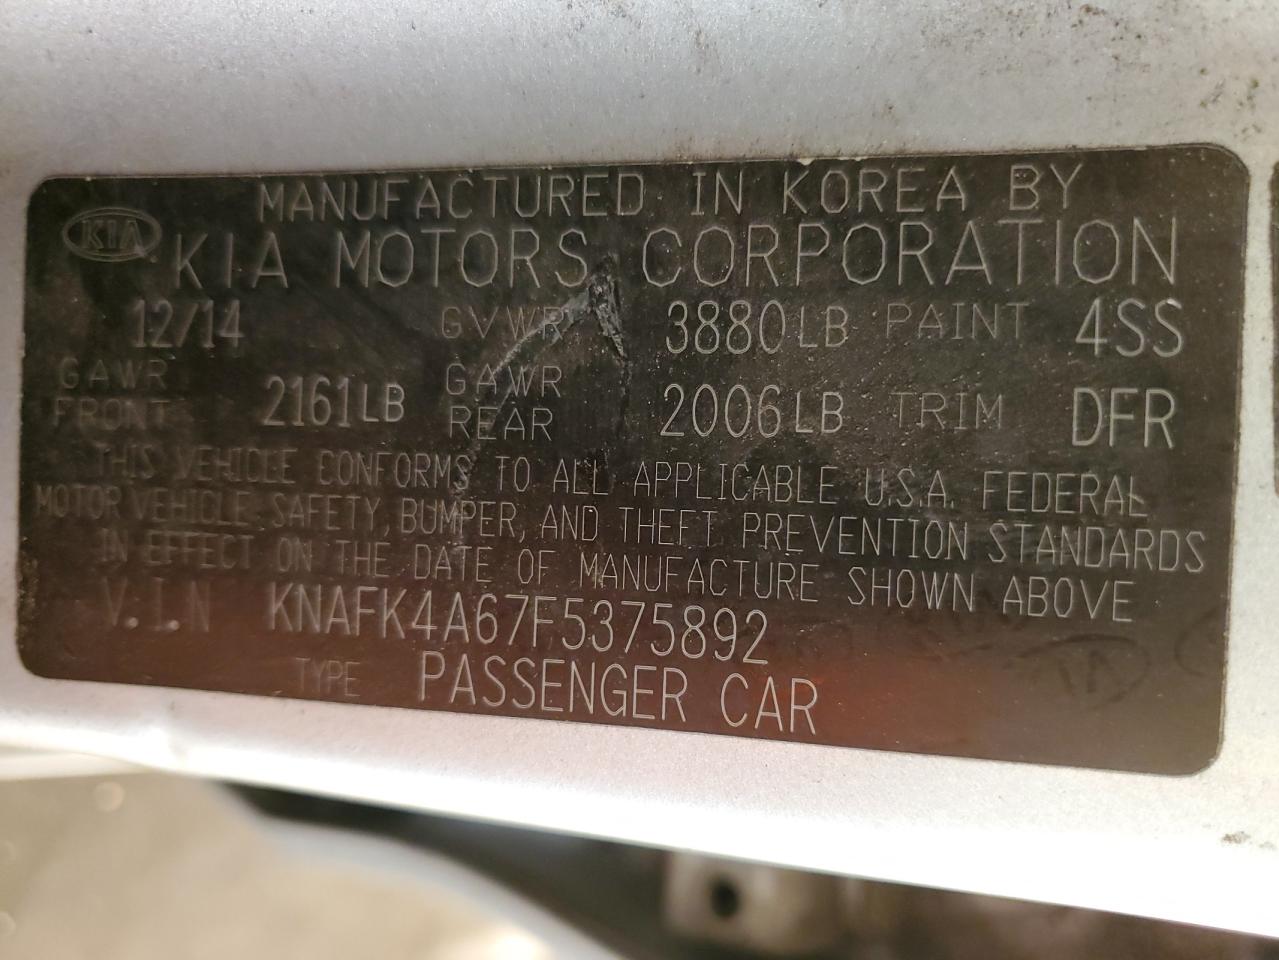 MANUFACTURED IN KOREA BY
KIA KIA MOTORS CORPORATION
12/14 GVWR 3880LB PAINT 4SS
GAWR FRONT 2161LB GAWR REAR 2006LB TRIM DFR
THIS VEHICLE CONFORMS TO ALL APPLICABLE U.S.A. FEDERAL
MOTOR VEHICLE SAFETY, BUMPER, AND THEFT PREVENTION STANDARDS
IN EFFECT ON THE DATE OF MANUFACTURE SHOWN ABOVE
V.I.N KNAFK4A67F5375892
TYPE PASSENGER CAR